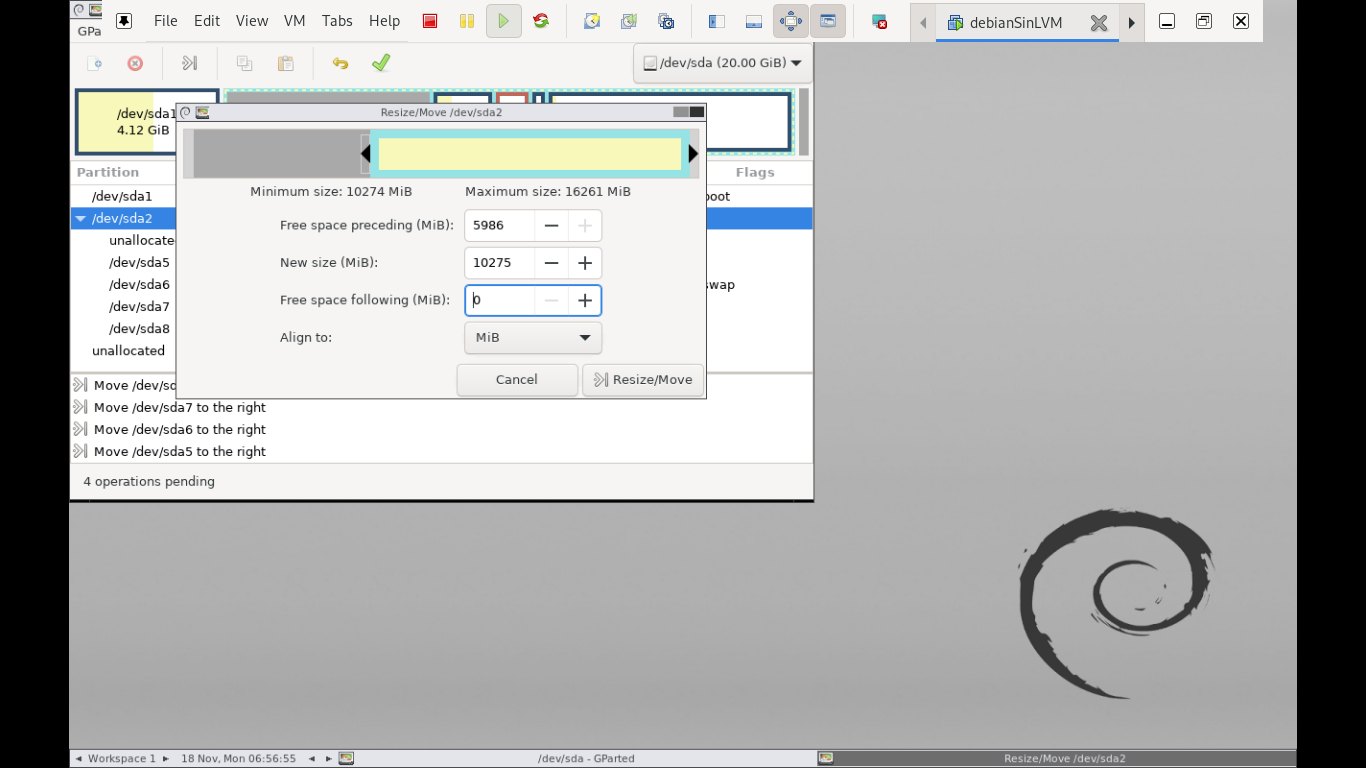 GPa
File Edit View VM Tabs Help
debianSinLVM
/dev/sda (20.00 GiB)
/dev/sda1
4.12 GiB
Resize/Move /dev/sda2
Minimum size: 10274 MiB Maximum size: 16261 MiB
Free space preceding (MiB): 5986
New size (MiB): 10275
Free space following (MiB): 0
Align to: MiB
Cancel Resize/Move
Partition Flags
/dev/sda1 boot
/dev/sda2
unallocate
/dev/sda5
/dev/sda6 swap
/dev/sda7
/dev/sda8
unallocated
Move /dev/sd
Move /dev/sda7 to the right
Move /dev/sda6 to the right
Move /dev/sda5 to the right
4 operations pending
Workspace 1 18 Nov, Mon 06:56:55 /dev/sda - GParted Resize/Move /dev/sda2